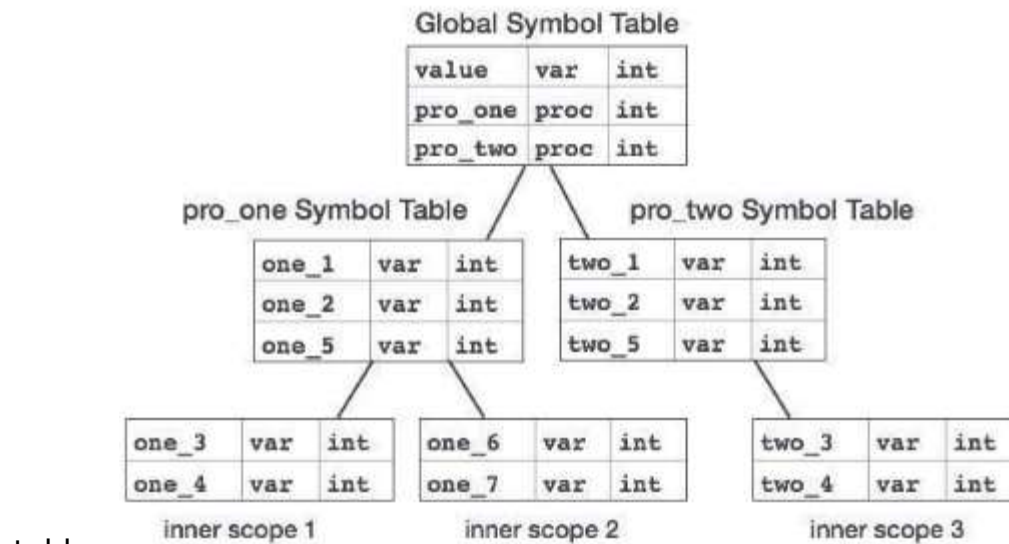 Global Symbol Table
value var int
pro_one proc int
pro_two proc int
pro_one Symbol Table
one_1 var int
one_2 var int
one_5 var int
pro_two Symbol Table
two_1 var int
two_2 var int
two_5 var int
one_3 var int
one_4 var int
inner scope 1
one_6 var int
one_7 var int
inner scope 2
two_3 var int
two_4 var int
inner scope 3